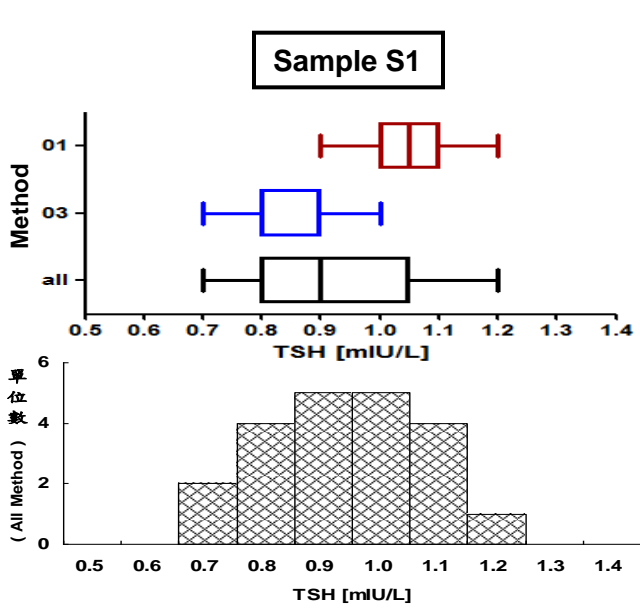 Sample S1
Method
01
03
all
0.5 0.6 0.7 0.8 0.9 1.0 1.1 1.2 1.3 1.4
TSH [mIU/L]
單位數 ( All Method )
6
4
2
0
0.5 0.6 0.7 0.8 0.9 1.0 1.1 1.2 1.3 1.4
TSH [mIU/L]